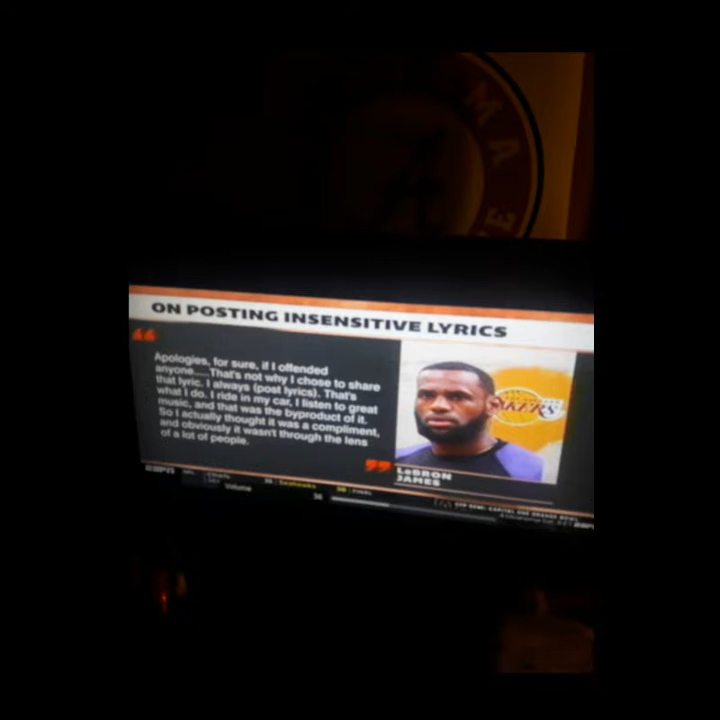 M A
E
ON POSTING INSENSITIVE LYRICS
Apologies, for sure, if I offended
anyone.....That's not why I chose to share
that lyric. I always (post lyrics). That's
what I do. I ride in my car, I listen to great
music, and that was the byproduct of it.
So I actually thought it was a compliment,
and obviously it wasn't through the lens
of a lot of people.
LeBRON
JAMES
Volume
36